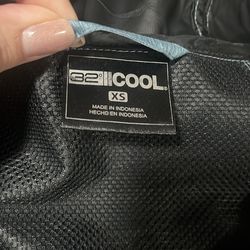 32° COOL
XS
MADE IN INDONESIA
HECHO EN INDONESIA